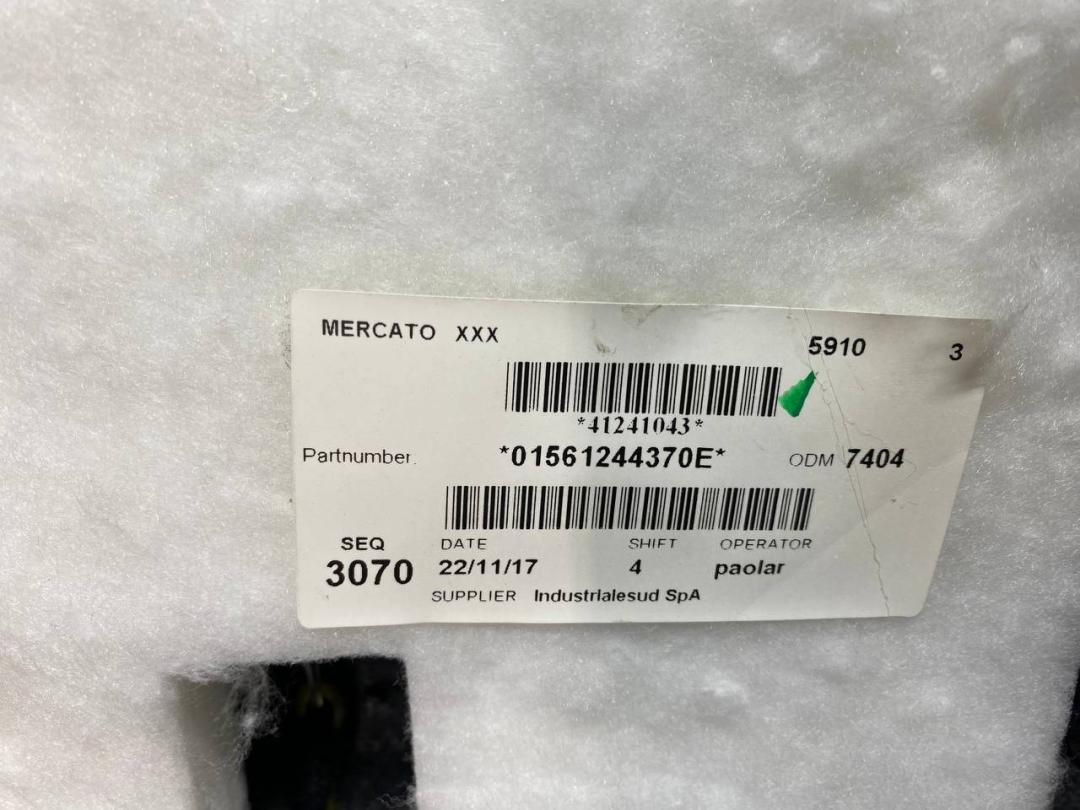 MERCATO XXX 5910 3
*41241043*
Partnumber. *01561244370E* ODM 7404
SEQ DATE SHIFT OPERATOR
3070 22/11/17 4 paolar
SUPPLIER Industrialesud SpA